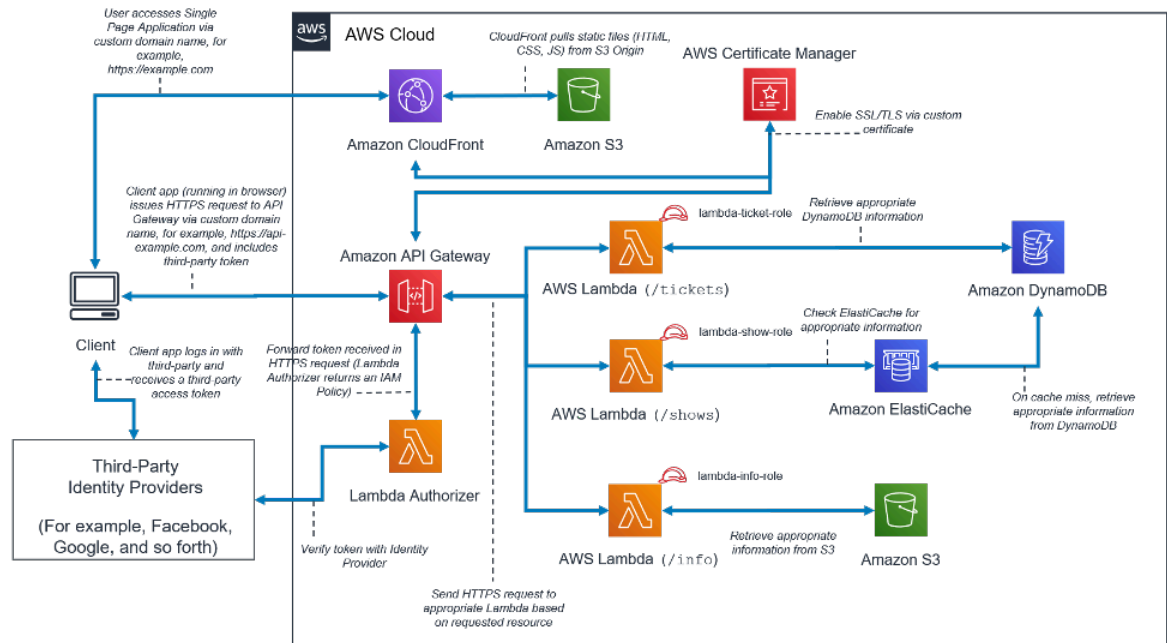 User accesses Single
Page Application via
custom domain name, for
example,
https://example.com
aws
AWS Cloud
CloudFront pulls static files (HTML,
CSS, JS) from S3 Origin
AWS Certificate Manager
Enable SSL/TLS via custom
certificate
Amazon CloudFront
Amazon S3
Client app (running in browser)
issues HTTPS request to API
Gateway via custom domain
name, for example, https://api-
example.com, and includes
third-party token
Retrieve appropriate
DynamoDB information
lambda-ticket-role
Amazon API Gateway
AWS Lambda (/tickets)
Amazon DynamoDB
Client
Client app logs in with
third-party and
receives a third-party
access token
Forward token received in
HTTPS request (Lambda
Authorizer returns an IAM
Policy)
lambda-show-role
Check ElastiCache for
appropriate information
AWS Lambda (/shows)
Amazon ElastiCache
On cache miss, retrieve
appropriate information
from DynamoDB
Third-Party
Identity Providers
(For example, Facebook,
Google, and so forth)
Lambda Authorizer
Verify token with Identity
Provider
lambda-info-role
AWS Lambda (/info)
Retrieve appropriate
information from S3
Amazon S3
Send HTTPS request to
appropriate Lambda based
on requested resource